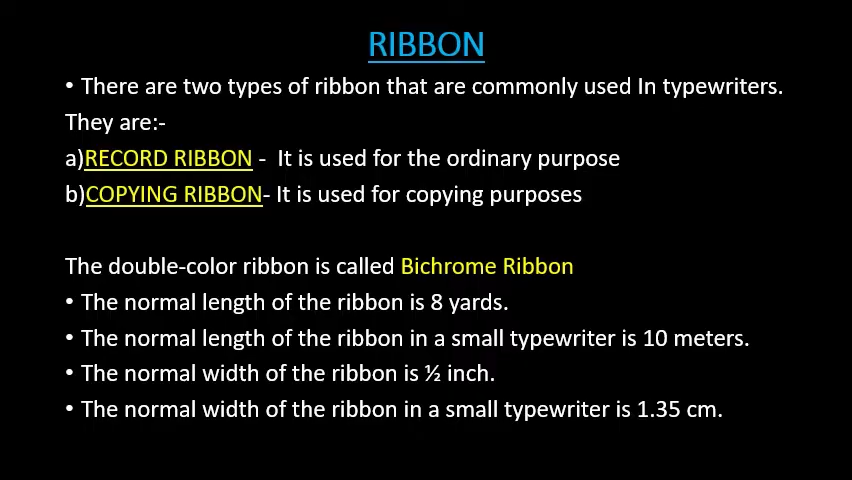 RIBBON
• There are two types of ribbon that are commonly used In typewriters.
They are:-
a)RECORD RIBBON - It is used for the ordinary purpose
b)COPYING RIBBON- It is used for copying purposes
The double-color ribbon is called Bichrome Ribbon
• The normal length of the ribbon is 8 yards.
• The normal length of the ribbon in a small typewriter is 10 meters.
• The normal width of the ribbon is ½ inch.
• The normal width of the ribbon in a small typewriter is 1.35 cm.